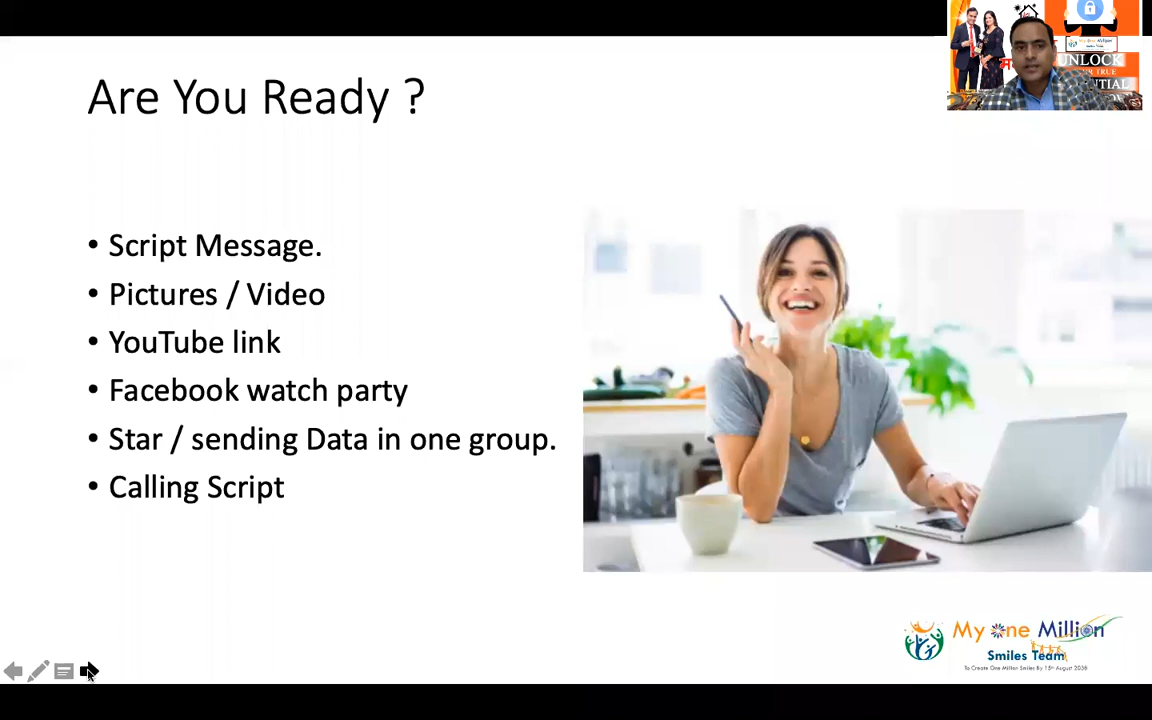 Are You Ready ?
• Script Message.
• Pictures / Video
• YouTube link
• Facebook watch party
• Star / sending Data in one group.
• Calling Script
UNLOCK
My One Million
Smiles Team
To Create One Million Smiles By 15th August 2038